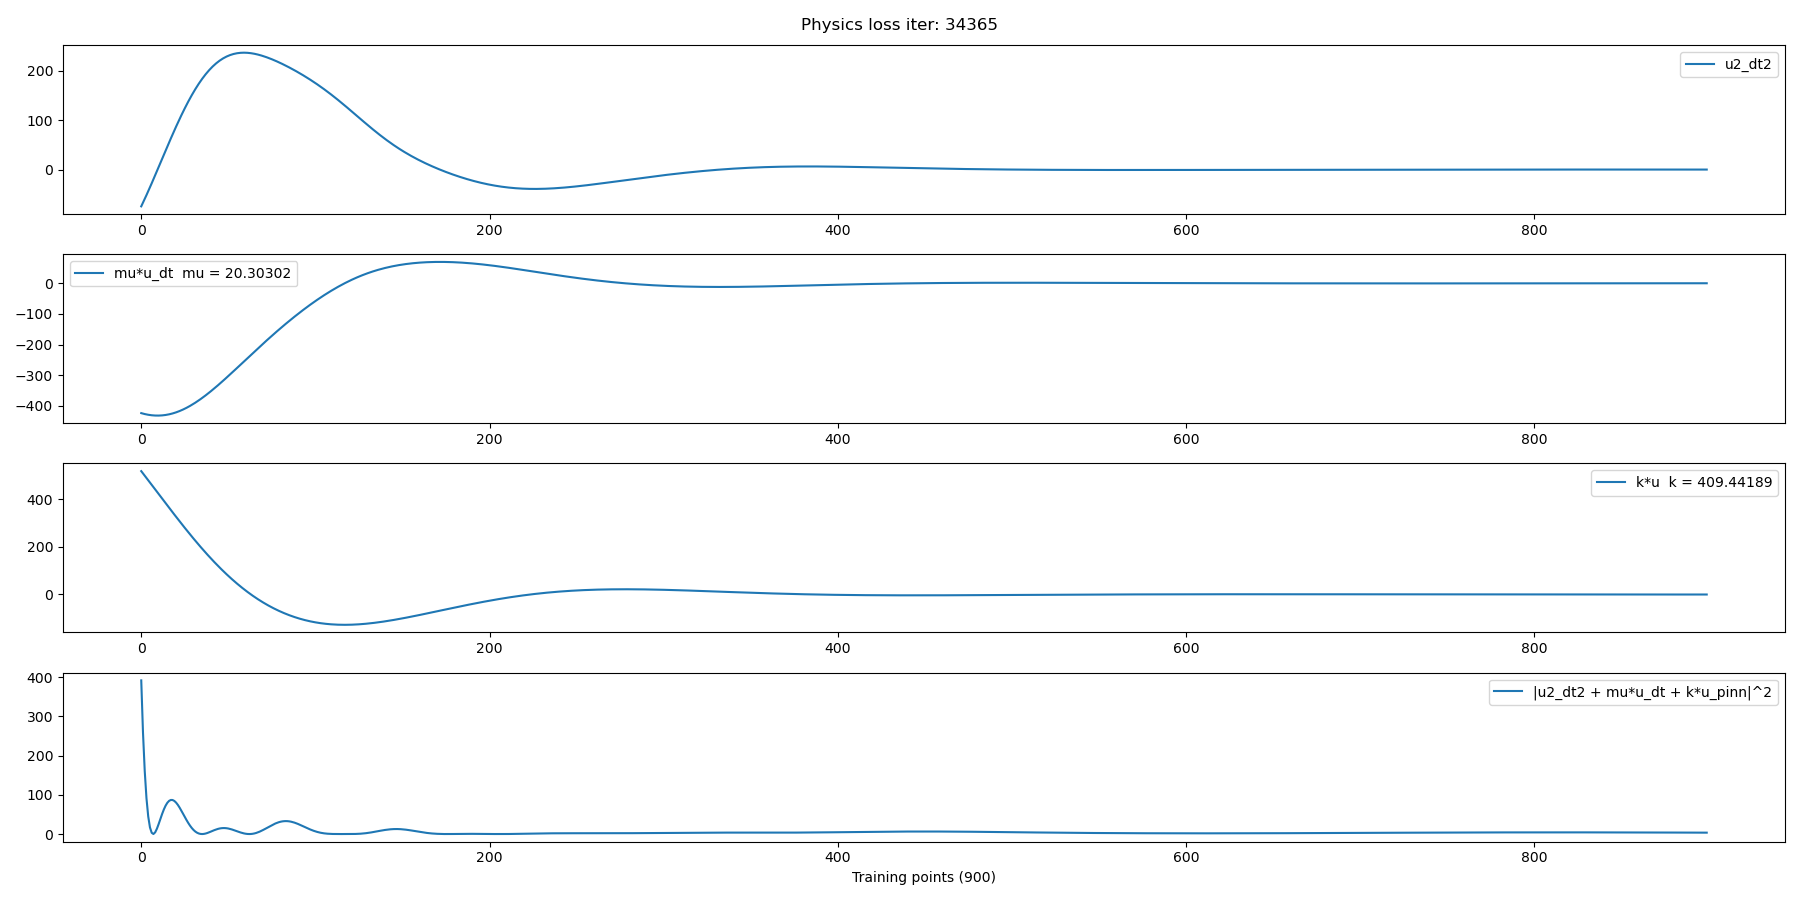 Physics loss iter: 34365
200
100
0
u2_dt2
0 200 400 600 800
0
−100
−200
−300
−400
mu*u_dt  mu = 20.30302
0 200 400 600 800
400
200
0
k*u  k = 409.44189
0 200 400 600 800
400
300
200
100
0
|u2_dt2 + mu*u_dt + k*u_pinn|^2
0 200 400 600 800
Training points (900)